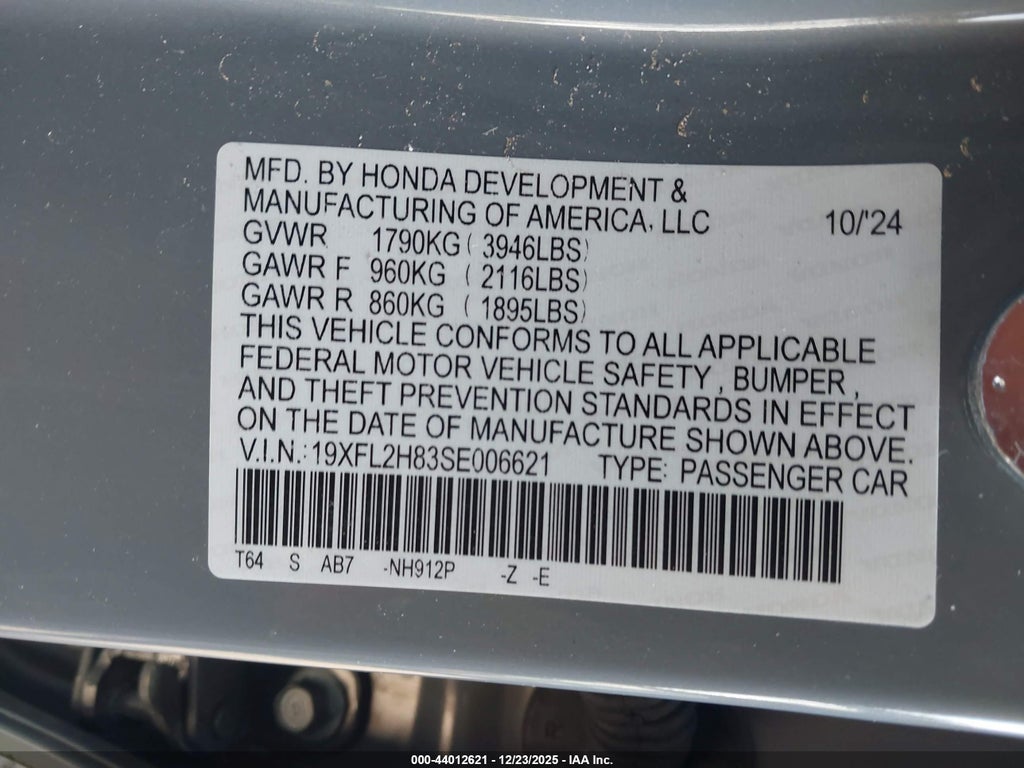 MFD. BY HONDA DEVELOPMENT &
MANUFACTURING OF AMERICA, LLC 10/'24
GVWR 1790KG ( 3946LBS)
GAWR F 960KG ( 2116LBS)
GAWR R 860KG ( 1895LBS)
THIS VEHICLE CONFORMS TO ALL APPLICABLE
FEDERAL MOTOR VEHICLE SAFETY , BUMPER ,
AND THEFT PREVENTION STANDARDS IN EFFECT
ON THE DATE OF MANUFACTURE SHOWN ABOVE.
V.I.N.: 19XFL2H83SE006621 TYPE: PASSENGER CAR
T64 S AB7 -NH912P -Z -E
000-44012621 - 12/23/2025 - IAA Inc.